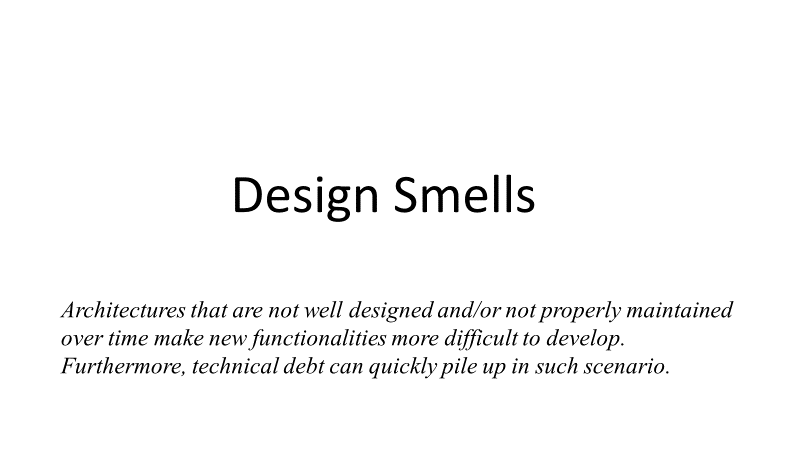 Design Smells
Architectures that are not well designed and/or not properly maintained
over time make new functionalities more difficult to develop.
Furthermore, technical debt can quickly pile up in such scenario.